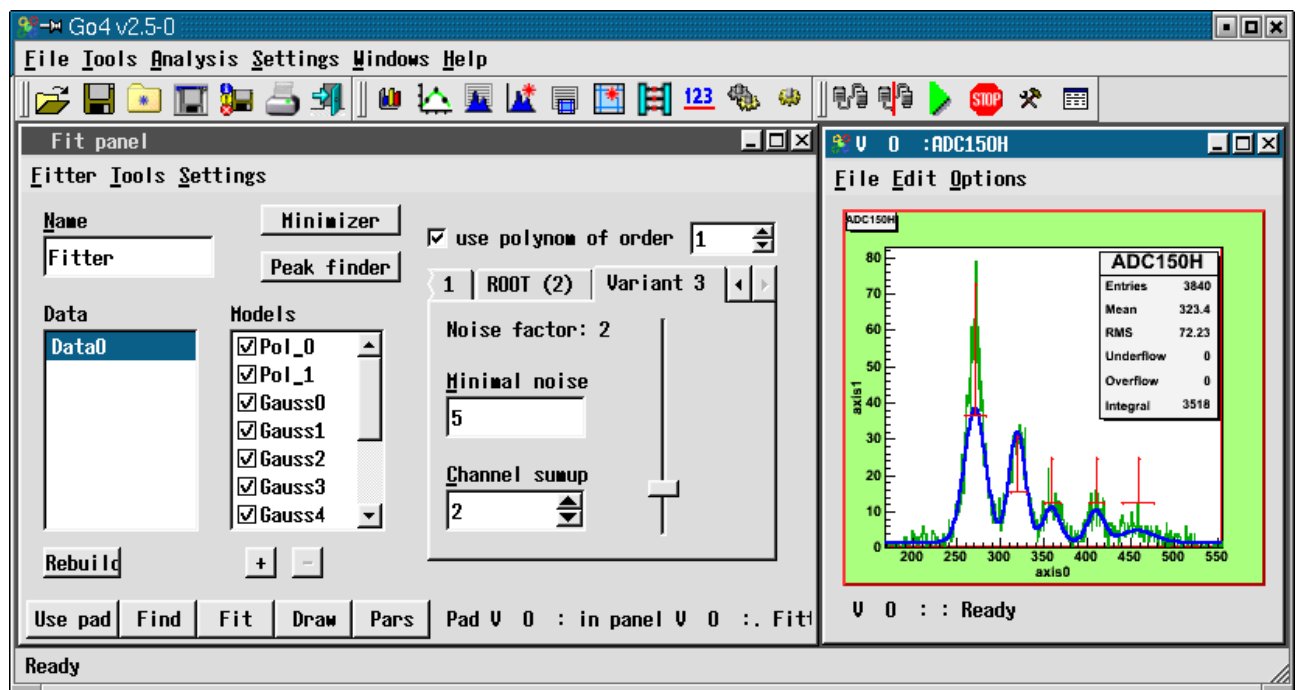 Go4 v2.5-0
File Tools Analysis Settings Windows Help
123
STOP
Fit panel
Fitter Tools Settings
Name
Fitter
Minimizer
Peak finder
use polynom of order 1
1 ROOT (2) Variant 3
Data
Data0
Models
Pol_0
Pol_1
Gauss0
Gauss1
Gauss2
Gauss3
Gauss4
Noise factor: 2
Minimal noise
5
Channel sumup
2
Rebuild
+ -
Use pad Find Fit Draw Pars Pad V 0 : in panel V 0 :. Fitt
V 0 :ADC150H
File Edit Options
ADC150H
ADC150H
Entries 3840
Mean 323.4
RMS 72.23
Underflow 0
Overflow 0
Integral 3518
axis1
80
70
60
50
40
30
20
10
0
200 250 300 350 400 450 500 550
axis0
V 0 : : Ready
Ready